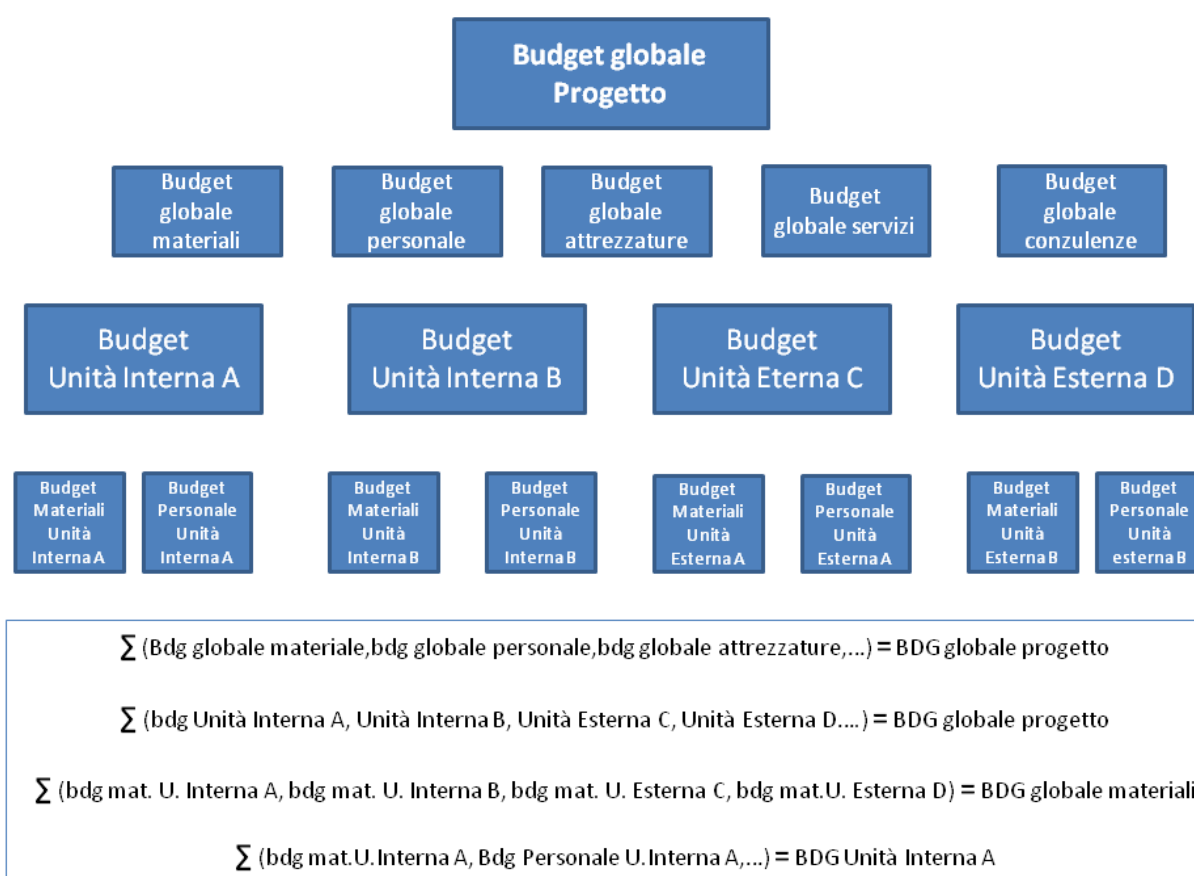 Budget globale
Progetto
Budget
globale
materiali
Budget
globale
personale
Budget
globale
attrezzature
Budget
globale servizi
Budget
globale
conzulenze
Budget
Unità Interna A
Budget
Unità Interna B
Budget
Unità Eterna C
Budget
Unità Esterna D
Budget
Materiali
Unità
Interna A
Budget
Personale
Unità
Interna A
Budget
Materiali
Unità
Interna B
Budget
Personale
Unità
Interna B
Budget
Materiali
Unità
Esterna A
Budget
Personale
Unità
Esterna A
Budget
Materiali
Unità
Esterna B
Budget
Personale
Unità
esterna B
∑ (Bdg globale materiale,bdg globale personale,bdg globale attrezzature,...) = BDG globale progetto
∑ (bdg Unità Interna A, Unità Interna B, Unità Esterna C, Unità Esterna D....) = BDG globale progetto
∑ (bdg mat. U. Interna A, bdg mat. U. Interna B, bdg mat. U. Esterna C, bdg mat.U. Esterna D) = BDG globale materiali
∑ (bdg mat.U.Interna A, Bdg Personale U.Interna A,...) = BDG Unità Interna A